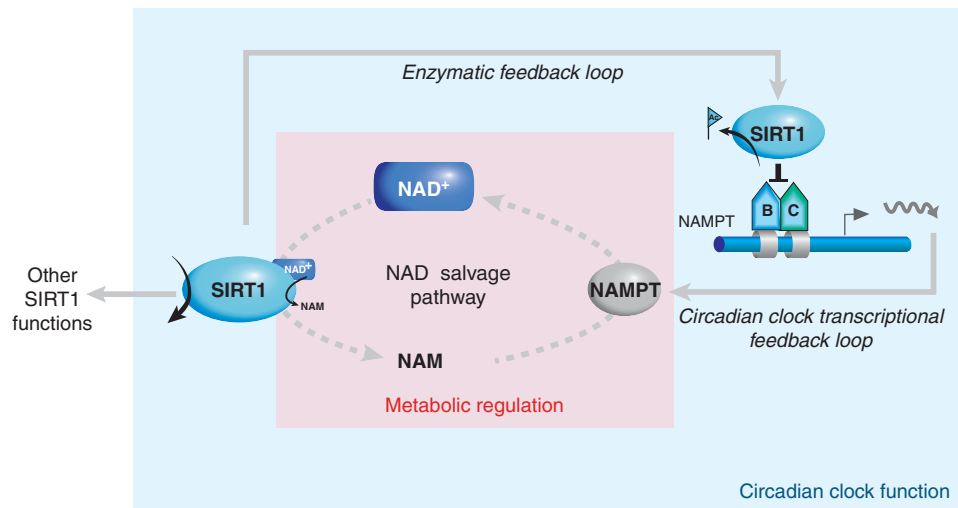 Enzymatic feedback loop
Ac
SIRT1
NAD+
B C
NAMPT
NAD+
SIRT1
NAM
NAD salvage
pathway
NAMPT
Other
SIRT1
functions
Circadian clock transcriptional
feedback loop
NAM
Metabolic regulation
Circadian clock function